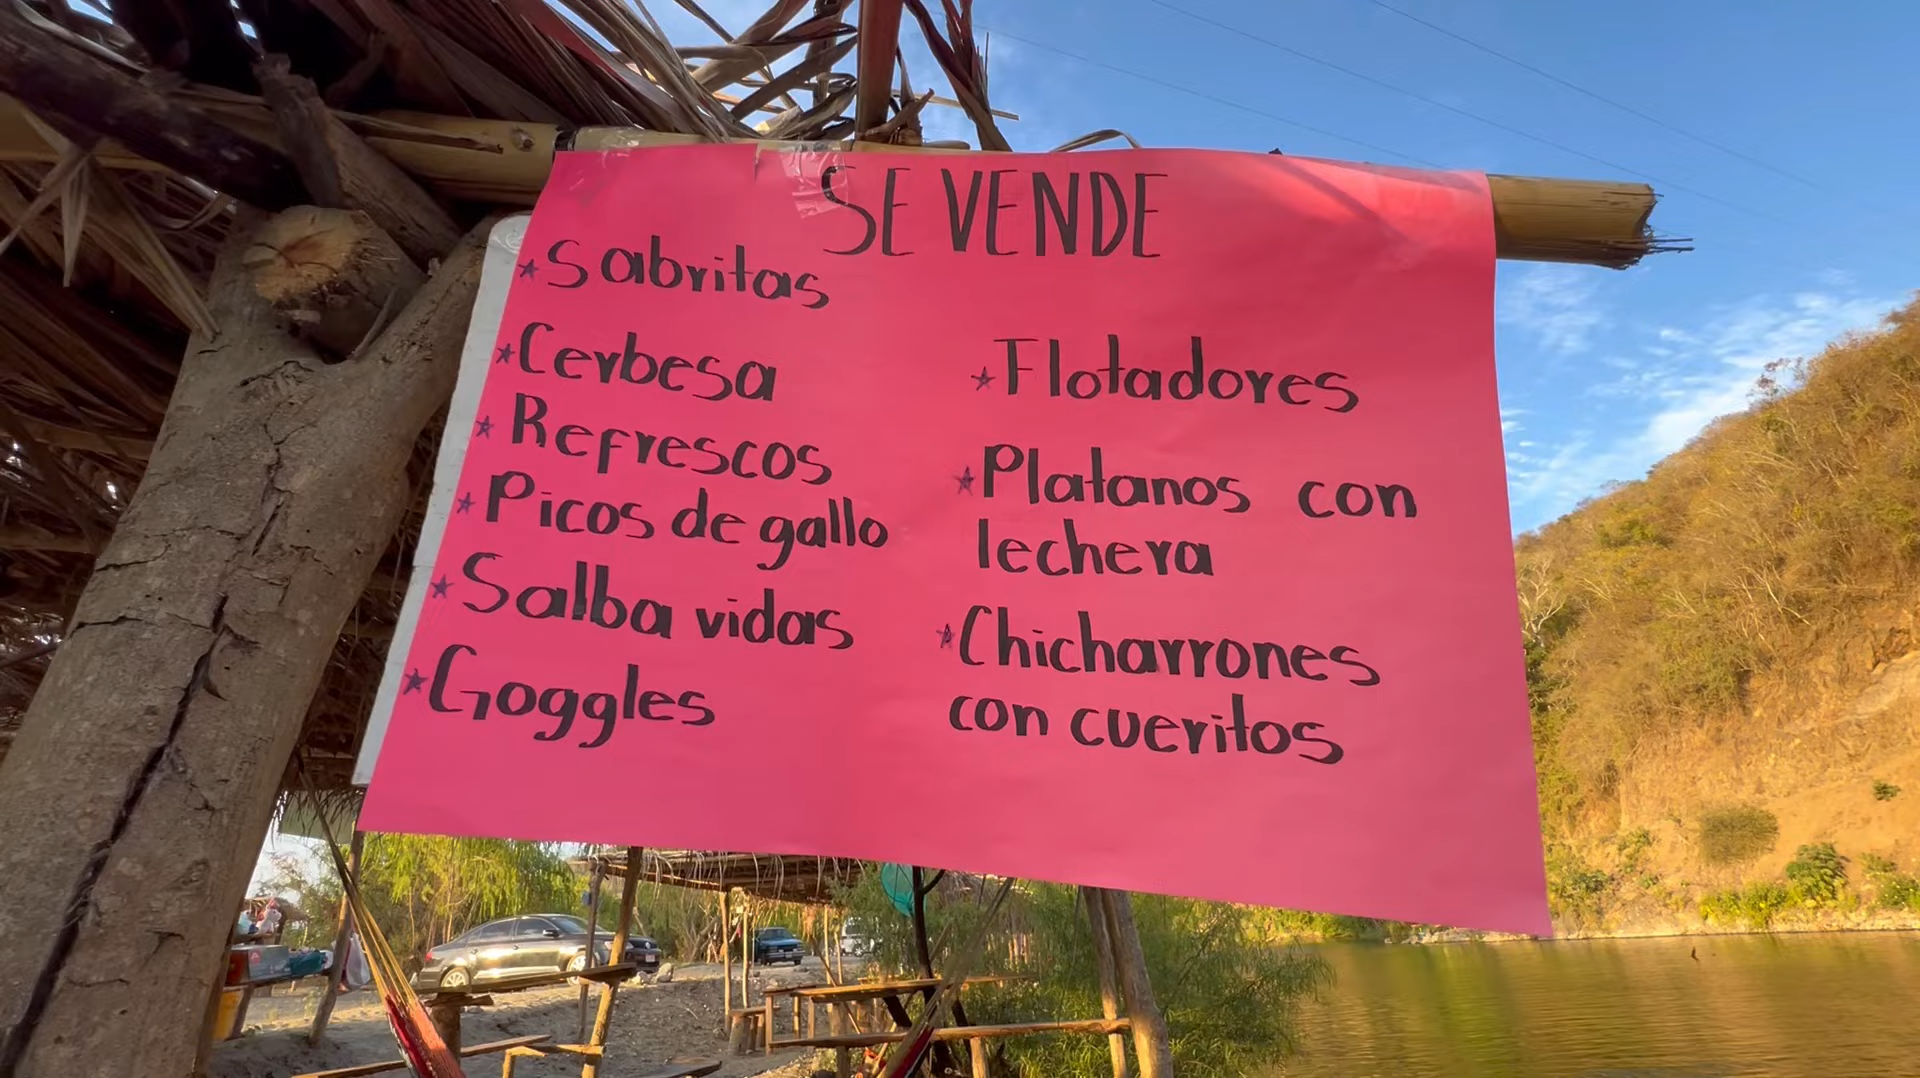 SE VENDE
*Sabritas
*Cerbesa
*Refrescos
*Picos de gallo
*Salba vidas
*Goggles
*Flotadores
*Platanos con
lechera
*Chicharrones
con cueritos